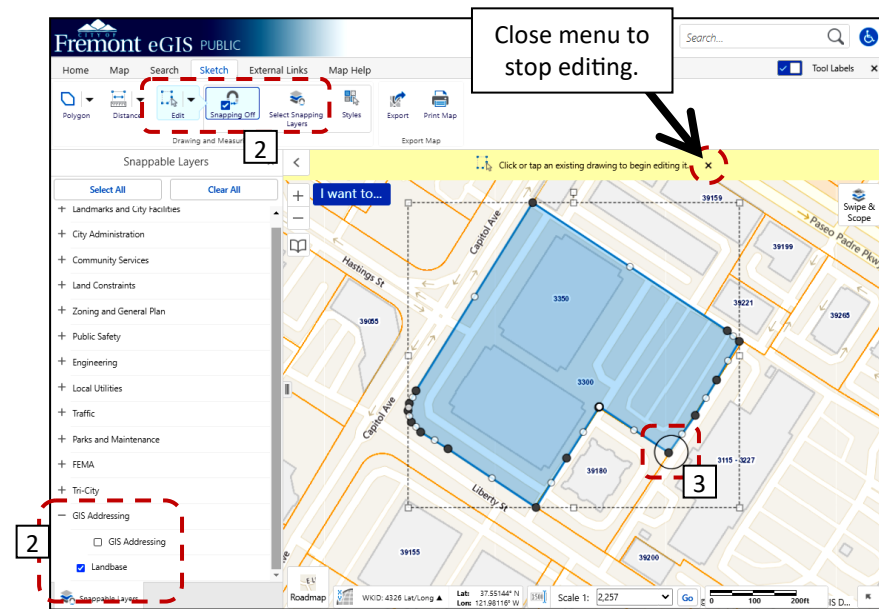 Close menu to
stop editing.
CITY OF
Fremont eGIS PUBLIC
Search...
Home Map Search Sketch External Links Map Help
Tool Labels ×
Polygon Distance Edit Snapping Off Select Snapping Layers Styles Export Print Map
Export Map
2
Snappable Layers
Click or tap an existing drawing to begin editing it. ×
Select All Clear All
I want to...
Swipe & Scope
+ Landmarks and City Facilities
+ City Administration
+ Community Services
+ Land Constraints
+ Zoning and General Plan
+ Public Safety
+ Engineering
+ Local Utilities
+ Traffic
+ Parks and Maintenance
+ FEMA
+ Tri-City
− GIS Addressing
GIS Addressing
Landbase
2
Snappable Layers
39159
Paseo Padre Pkwy
39199
Capitol Ave
Hastings St
3350
39221
39265
39055
3300
Capitol Ave
3115 - 3227
39180
3
Liberty St
39155
39200
Roadmap
WKID: 4326 Lat/Long ▲
Lat: 37.55144° N
Lon: 121.98116° W
Scale 1: 2,257 Go
0 100 200ft